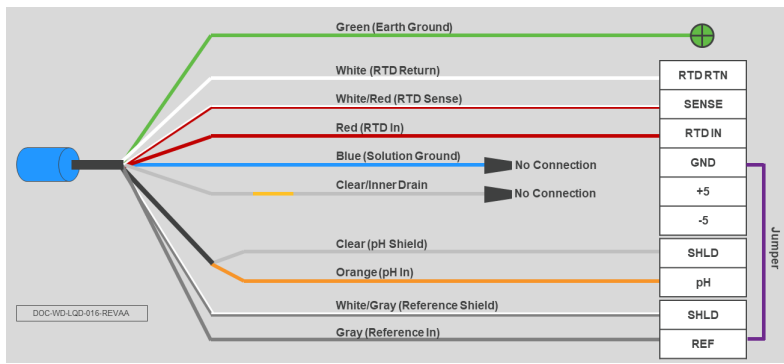 Green (Earth Ground)
White (RTD Return)
RTD RTN
White/Red (RTD Sense)
SENSE
Red (RTD In)
RTD IN
Blue (Solution Ground)
No Connection
GND
Clear/Inner Drain
No Connection
+5
-5
Clear (pH Shield)
SHLD
Orange (pH In)
pH
Jumper
White/Gray (Reference Shield)
SHLD
DOC-WD-LQD-016-REVAA
Gray (Reference In)
REF